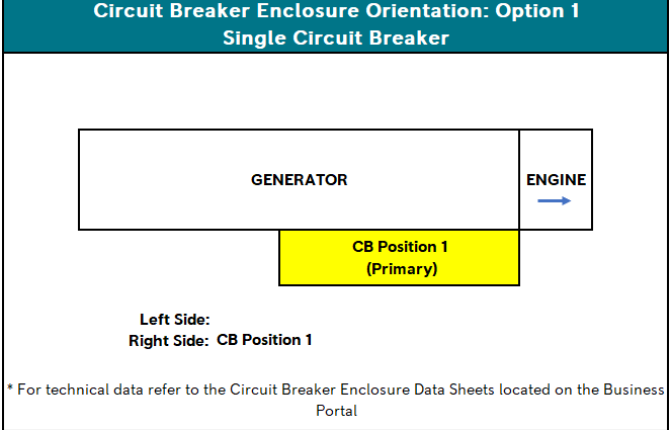 Circuit Breaker Enclosure Orientation: Option 1
Single Circuit Breaker
GENERATOR
ENGINE
CB Position 1
(Primary)
Left Side:
Right Side: CB Position 1
* For technical data refer to the Circuit Breaker Enclosure Data Sheets located on the Business
Portal